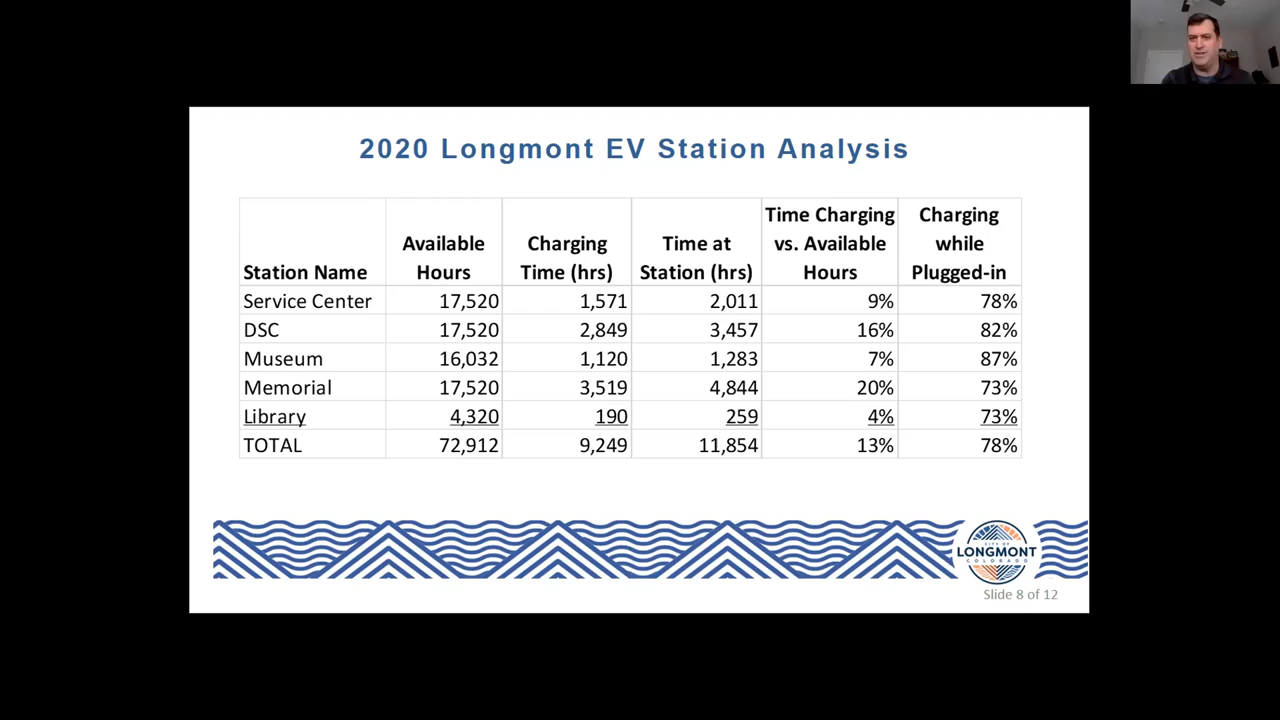 2020 Longmont EV Station Analysis
Station Name | Available Hours | Charging Time (hrs) | Time at Station (hrs) | Time Charging vs. Available Hours | Charging while Plugged-in
Service Center | 17,520 | 1,571 | 2,011 | 9% | 78%
DSC | 17,520 | 2,849 | 3,457 | 16% | 82%
Museum | 16,032 | 1,120 | 1,283 | 7% | 87%
Memorial | 17,520 | 3,519 | 4,844 | 20% | 73%
Library | 4,320 | 190 | 259 | 4% | 73%
TOTAL | 72,912 | 9,249 | 11,854 | 13% | 78%
CITY OF
LONGMONT
COLORADO
Slide 8 of 12